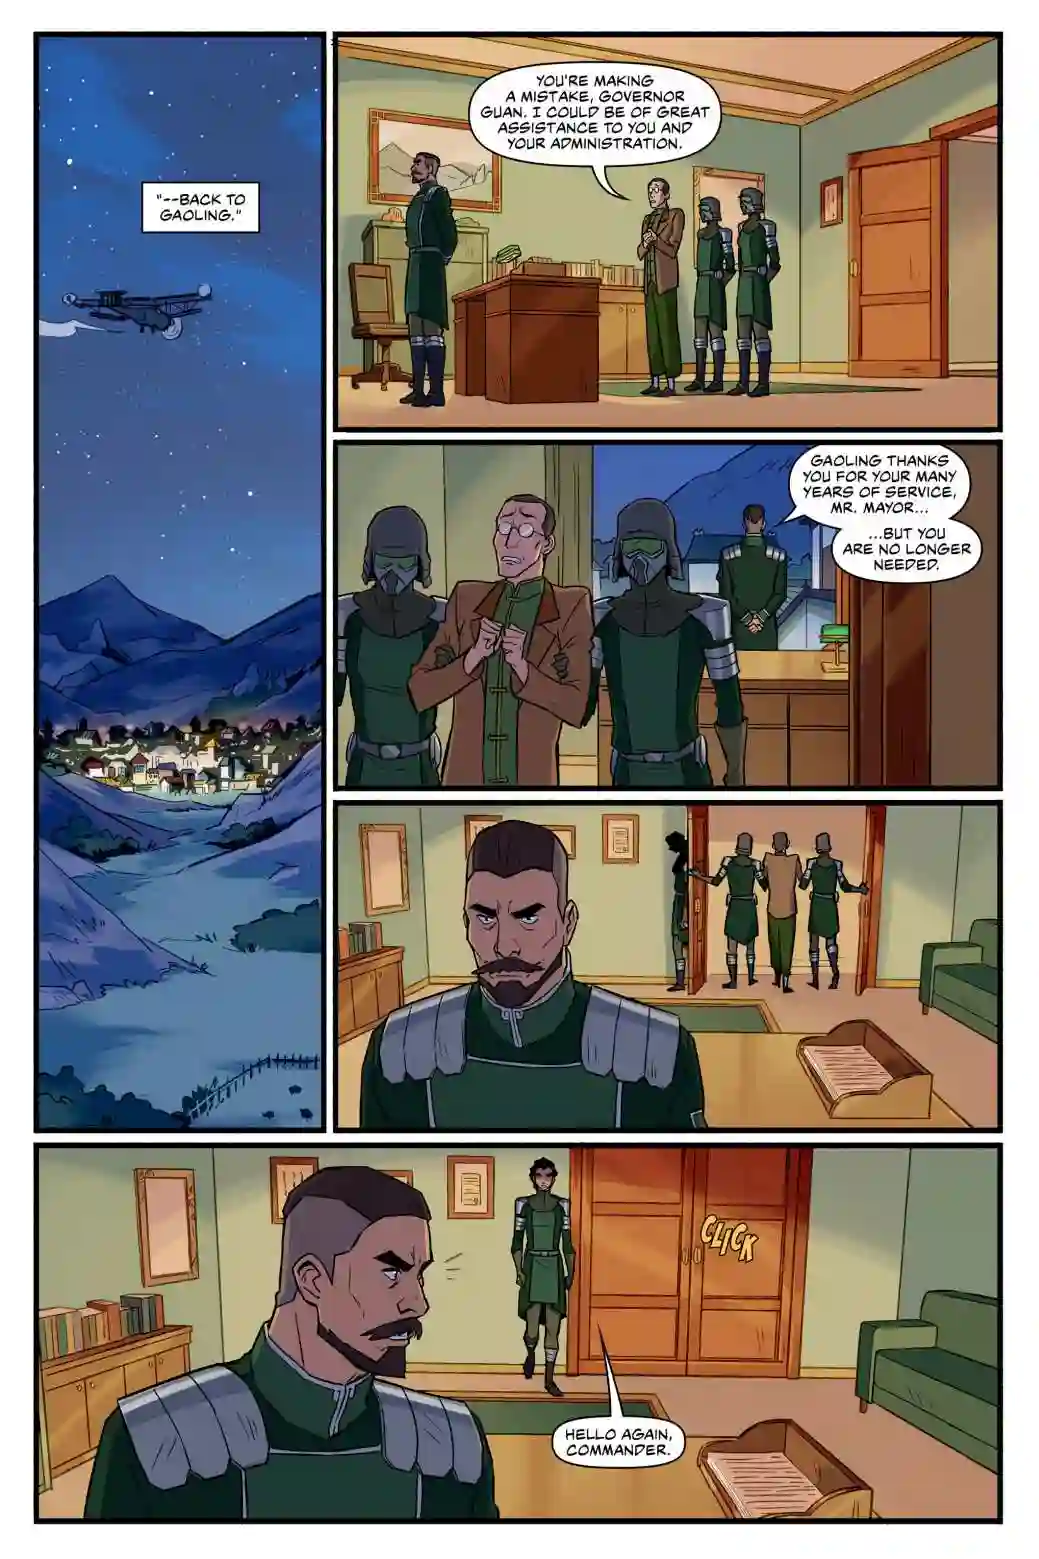 "--BACK TO
GAOLING."
YOU'RE MAKING
A MISTAKE, GOVERNOR
GUAN. I COULD BE OF GREAT
ASSISTANCE TO YOU AND
YOUR ADMINISTRATION.
GAOLING THANKS
YOU FOR YOUR MANY
YEARS OF SERVICE,
MR. MAYOR...
...BUT YOU
ARE NO LONGER
NEEDED.
CLICK
HELLO AGAIN,
COMMANDER.